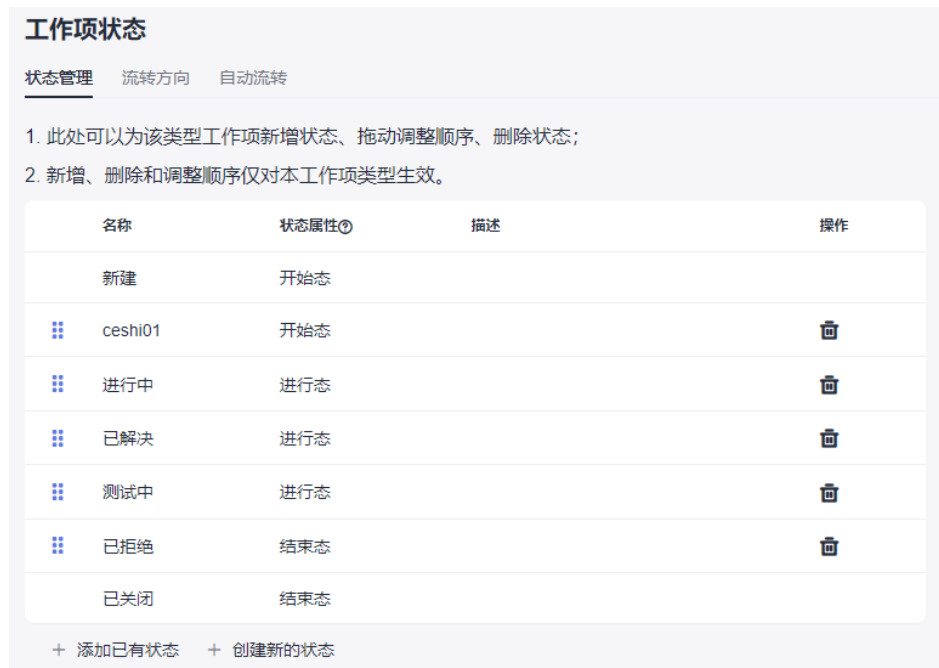 工作项状态
状态管理 流转方向 自动流转
1. 此处可以为该类型工作项新增状态、拖动调整顺序、删除状态；
2. 新增、删除和调整顺序仅对本工作项类型生效。
名称 状态属性? 描述 操作
新建 开始态
ceshi01 开始态
进行中 进行态
已解决 进行态
测试中 进行态
已拒绝 结束态
已关闭 结束态
+ 添加已有状态 + 创建新的状态